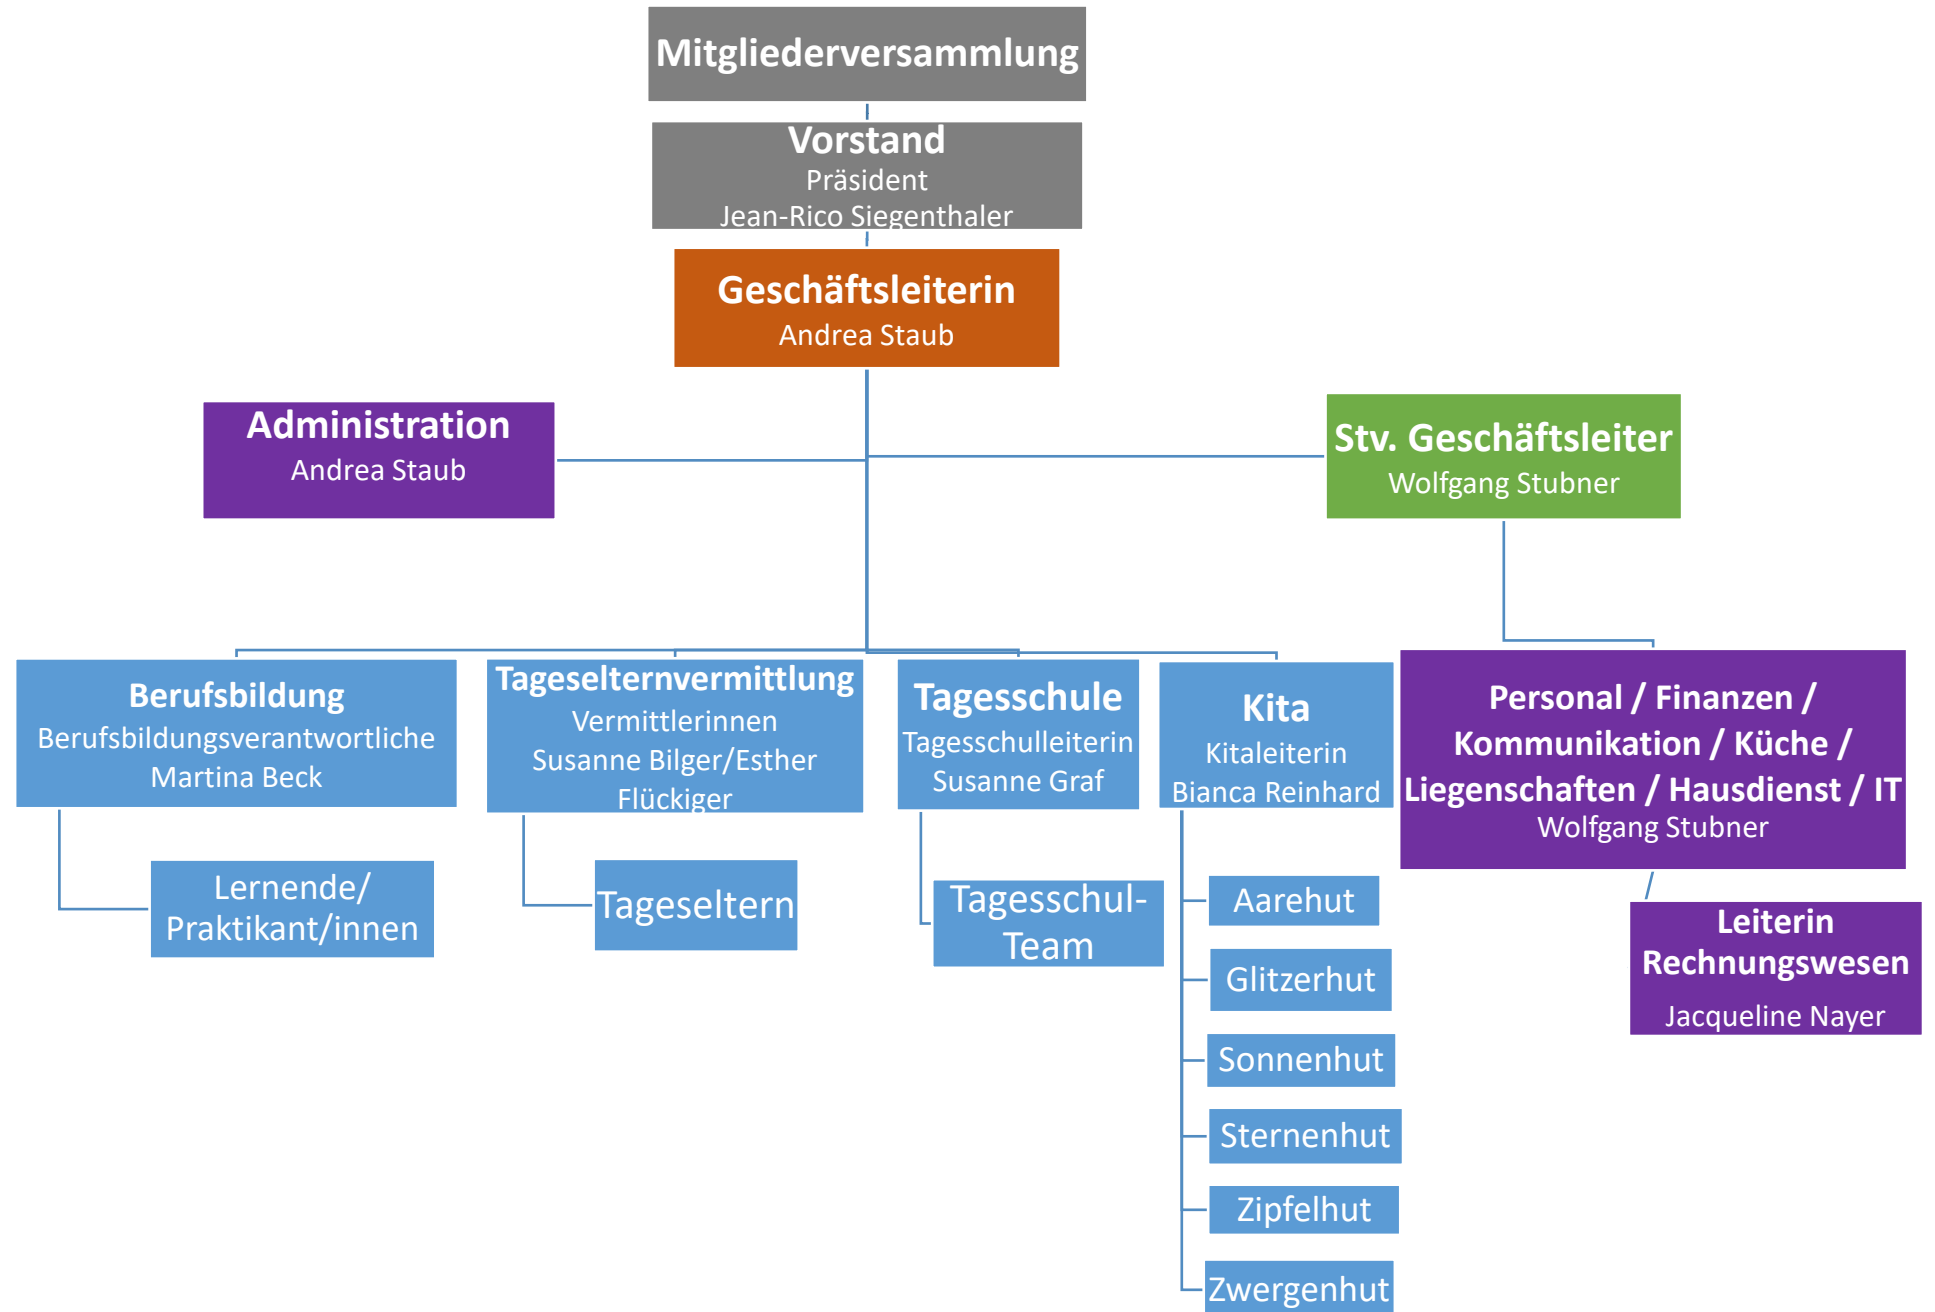 Mitgliederversammlung
Vorstand
Präsident
Jean-Rico Siegenthaler
Geschäftsleiterin
Andrea Staub
Administration
Andrea Staub
Stv. Geschäftsleiter
Wolfgang Stubner
Berufsbildung
Berufsbildungsverantwortliche
Martina Beck
Tageselternvermittlung
Vermittlerinnen
Susanne Bilger/Esther
Flückiger
Tagesschule
Tagesschulleiterin
Susanne Graf
Kita
Kitaleiterin
Bianca Reinhard
Personal / Finanzen /
Kommunikation / Küche /
Liegenschaften / Hausdienst / IT
Wolfgang Stubner
Lernende/
Praktikant/innen
Tageseltern
Tagesschul-
Team
Aarehut
Glitzerhut
Sonnenhut
Sternenhut
Zipfelhut
Zwergenhut
Leiterin
Rechnungswesen
Jacqueline Nayer